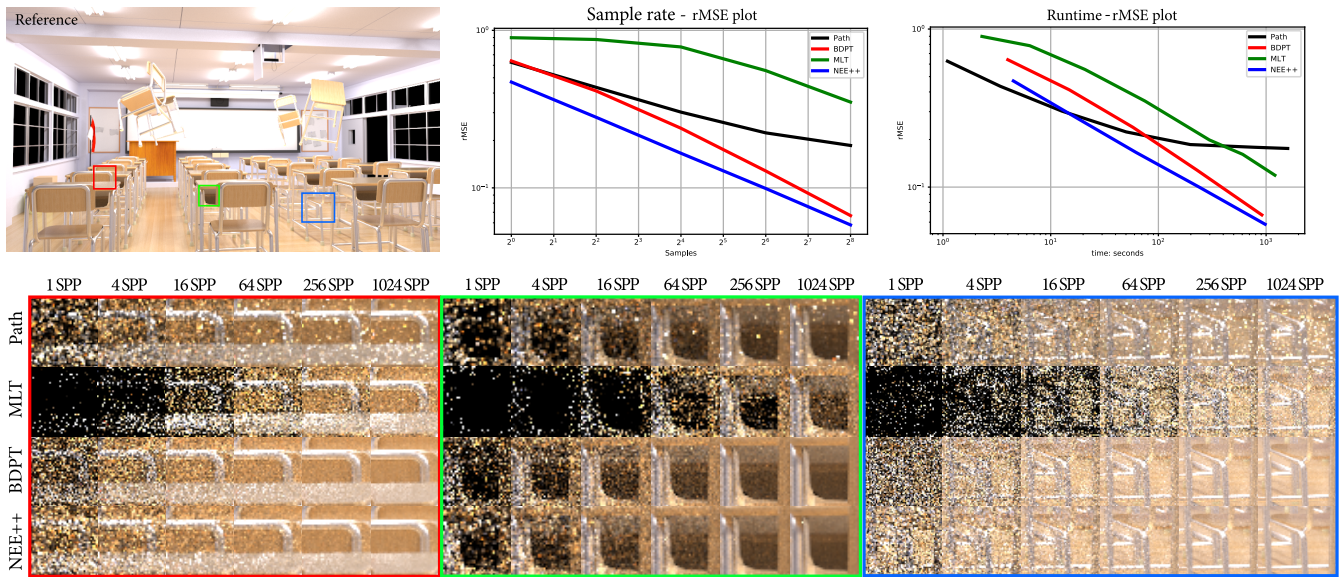 Reference
Sample rate - rMSE plot
10⁰
10⁻¹
rMSE
Path
BDPT
MLT
NEE++
2⁰ 2¹ 2² 2³ 2⁴ 2⁵ 2⁶ 2⁷ 2⁸
Samples
Runtime - rMSE plot
10⁰
10⁻¹
rMSE
Path
BDPT
MLT
NEE++
10⁰ 10¹ 10² 10³
time: seconds
1 SPP 4 SPP 16 SPP 64 SPP 256 SPP 1024 SPP
1 SPP 4 SPP 16 SPP 64 SPP 256 SPP 1024 SPP
1 SPP 4 SPP 16 SPP 64 SPP 256 SPP 1024 SPP
Path
MLT
BDPT
NEE++